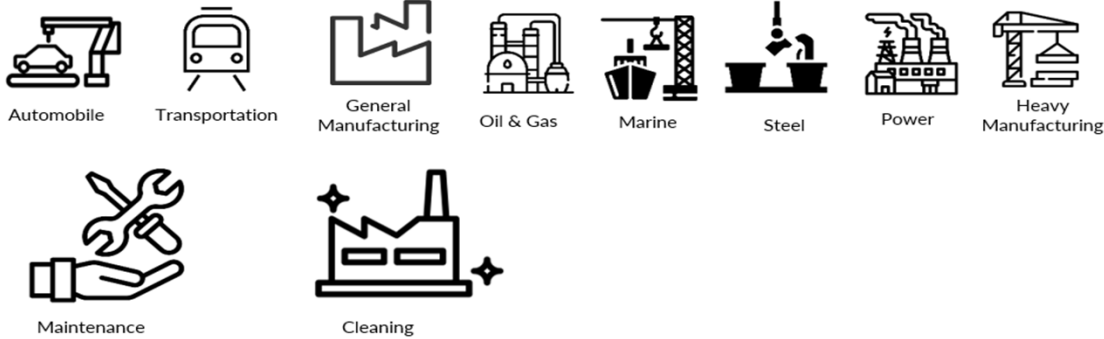 Automobile
Transportation
General
Manufacturing
Oil & Gas
Marine
Steel
Power
Heavy
Manufacturing
Maintenance
Cleaning